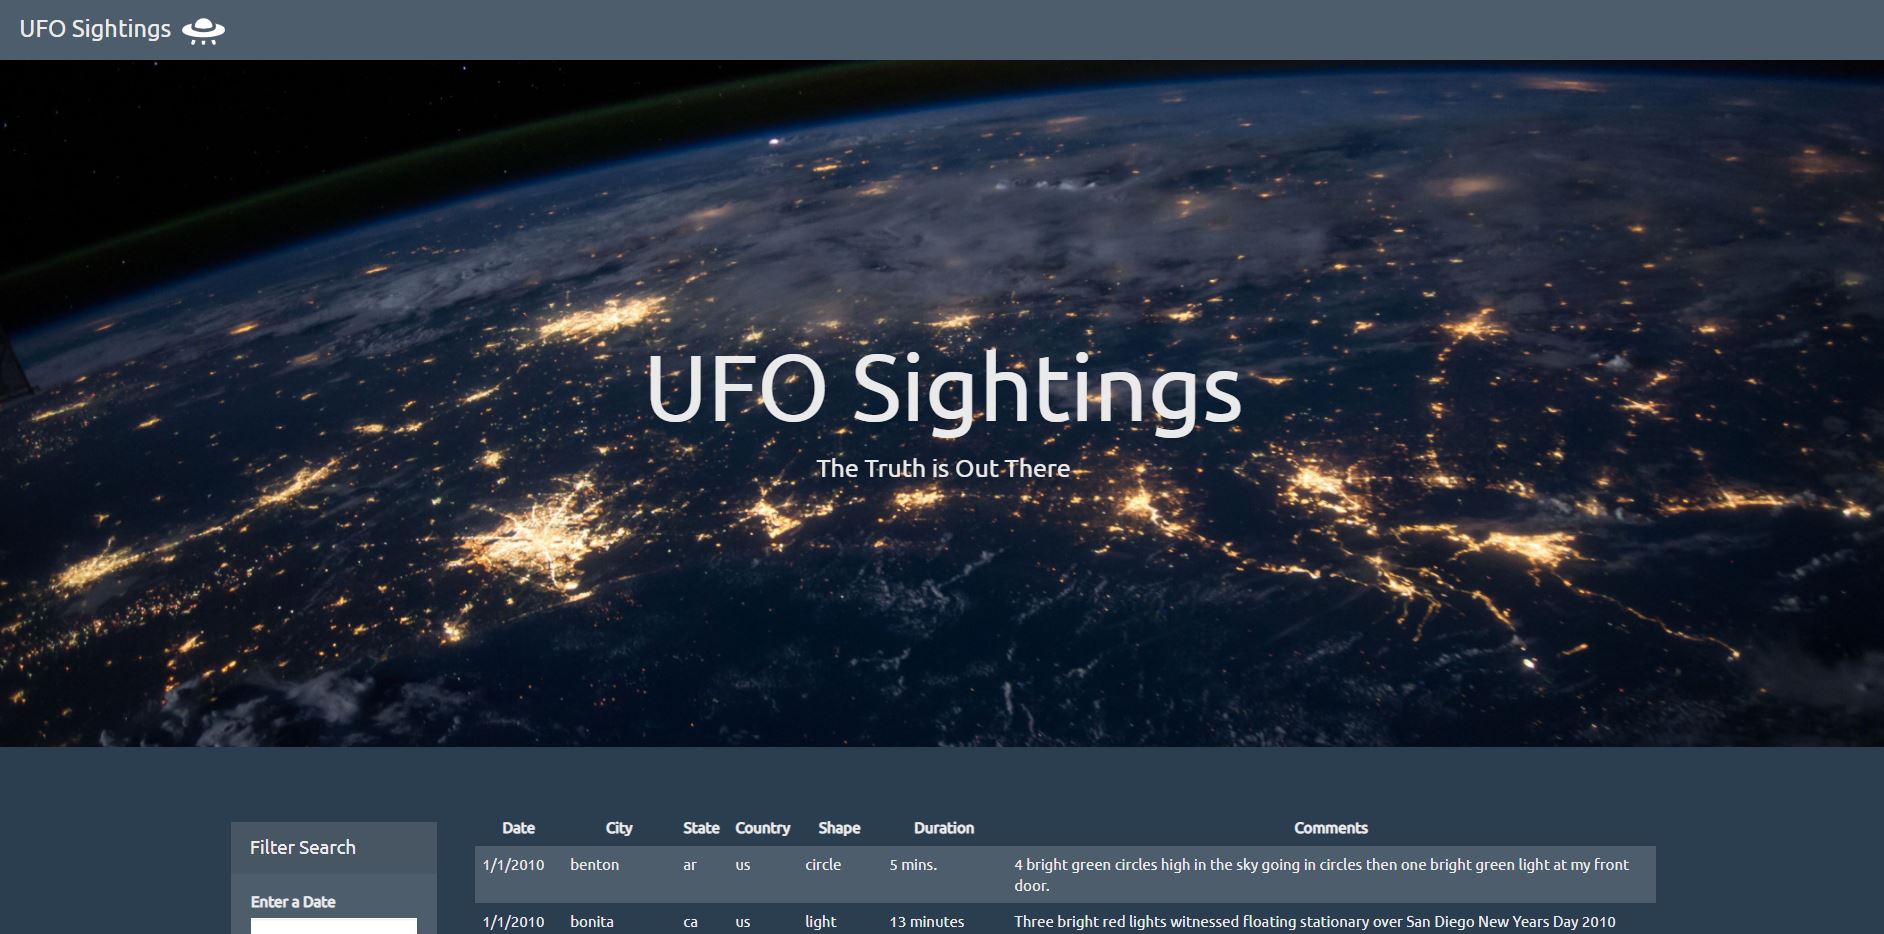 UFO Sightings
UFO Sightings
The Truth is Out There
Filter Search
Enter a Date
Date City State Country Shape Duration Comments
1/1/2010 benton ar us circle 5 mins. 4 bright green circles high in the sky going in circles then one bright green light at my front
door.
1/1/2010 bonita ca us light 13 minutes Three bright red lights witnessed floating stationary over San Diego New Years Day 2010